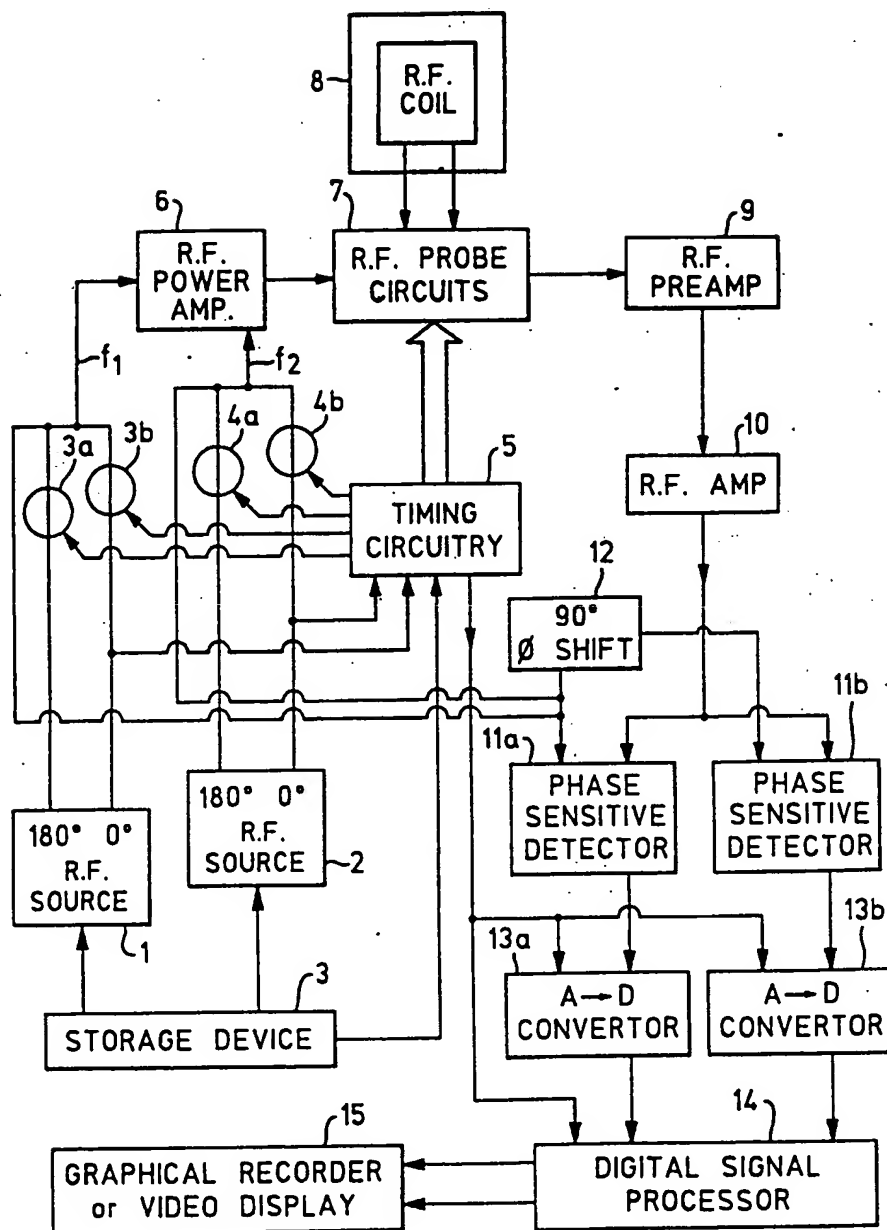 8
R.F.
COIL
6
R.F.
POWER
AMP.
7
R.F. PROBE
CIRCUITS
9
R.F.
PREAMP
f1
f2
3a
3b
4a
4b
5
TIMING
CIRCUITRY
10
R.F. AMP
12
90°
Ø SHIFT
11a
PHASE
SENSITIVE
DETECTOR
11b
PHASE
SENSITIVE
DETECTOR
180° 0°
R.F.
SOURCE
1
180° 0°
R.F.
SOURCE
2
3
STORAGE DEVICE
13a
A→D
CONVERTOR
13b
A→D
CONVERTOR
15
GRAPHICAL RECORDER
or VIDEO DISPLAY
14
DIGITAL SIGNAL
PROCESSOR